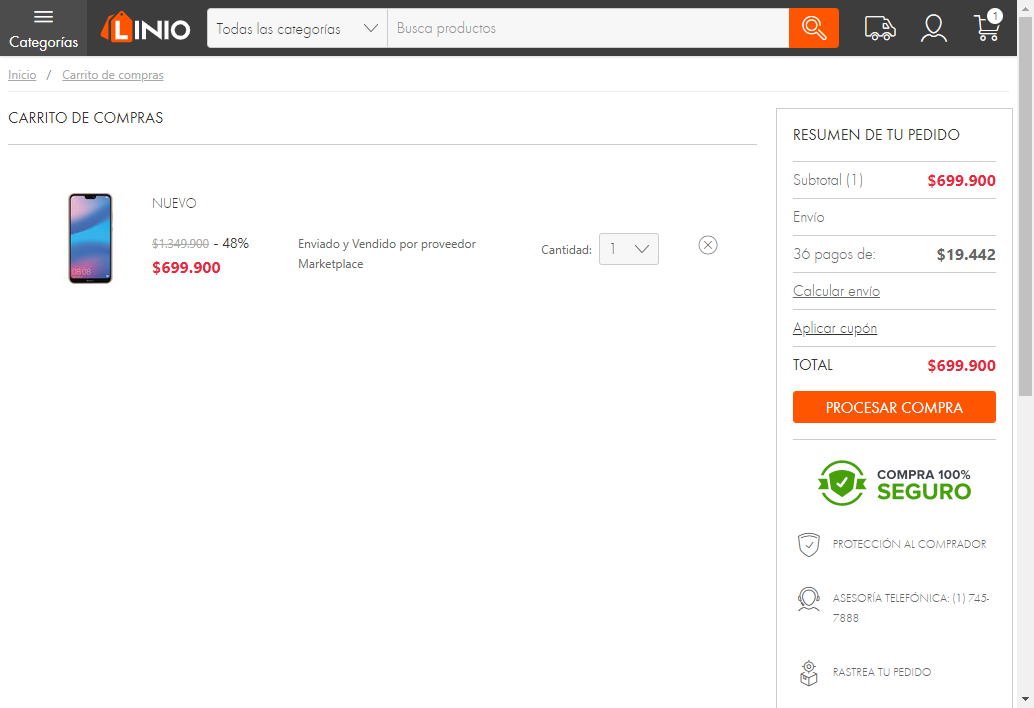 Categorías
LINIO
Todas las categorías
Busca productos
1
Inicio / Carrito de compras
CARRITO DE COMPRAS
NUEVO
$1.349.900 - 48%
$699.900
Enviado y Vendido por proveedor
Marketplace
Cantidad: 1
08:08
RESUMEN DE TU PEDIDO
Subtotal (1) $699.900
Envío
36 pagos de: $19.442
Calcular envío
Aplicar cupón
TOTAL $699.900
PROCESAR COMPRA
COMPRA 100%
SEGURO
PROTECCIÓN AL COMPRADOR
ASESORÍA TELEFÓNICA: (1) 745-
7888
RASTREA TU PEDIDO